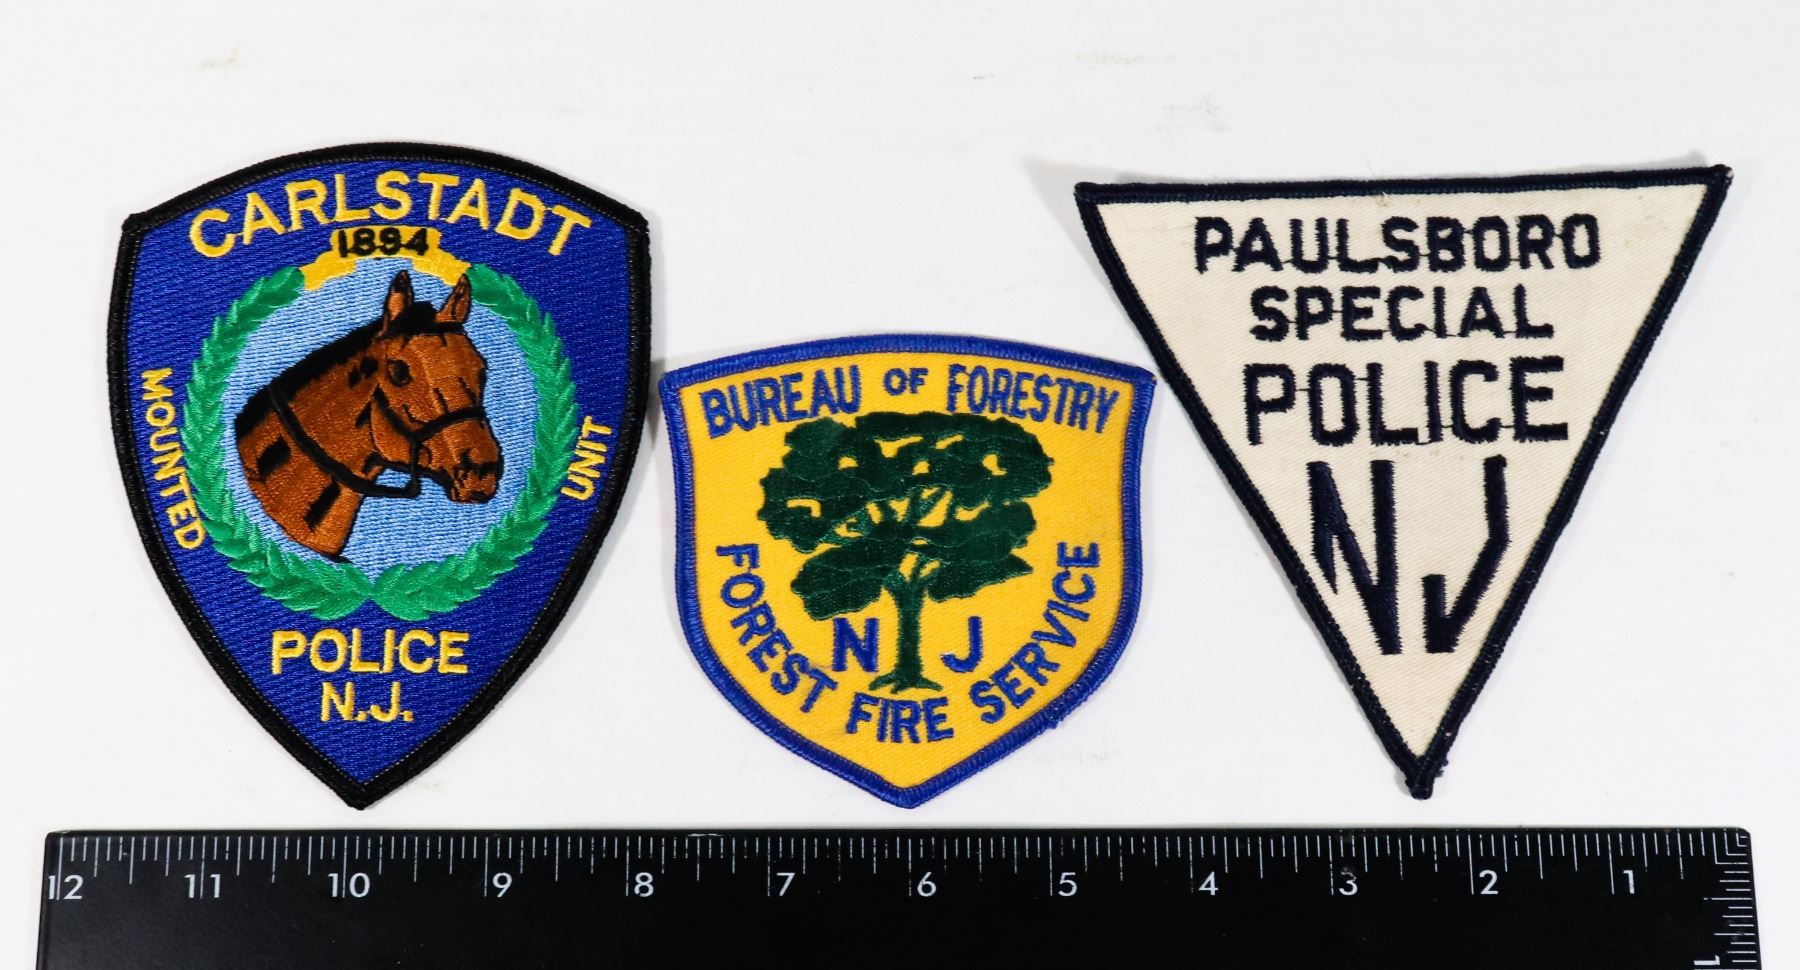 CARLSTADT
1894
MOUNTED
UNIT
POLICE
N.J.
BUREAU OF FORESTRY
N J
FOREST FIRE SERVICE
PAULSBORO
SPECIAL
POLICE
NJ
12 11 10 9 8 7 6 5 4 3 2 1
1